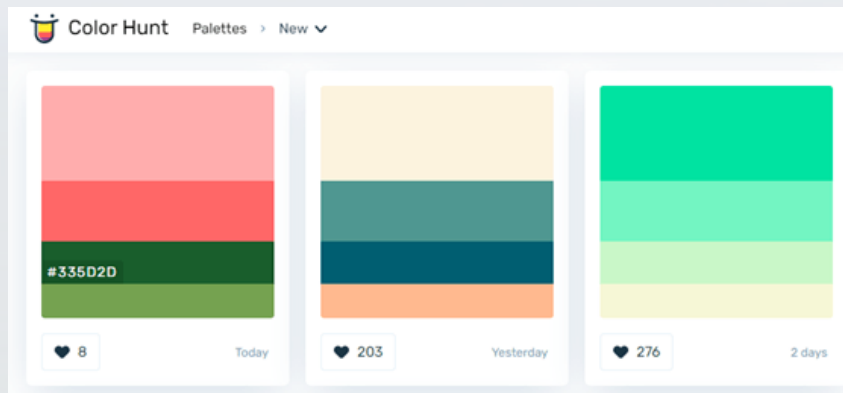 Color Hunt Palettes › New
#335D2D
8 Today 203 Yesterday 276 2 days